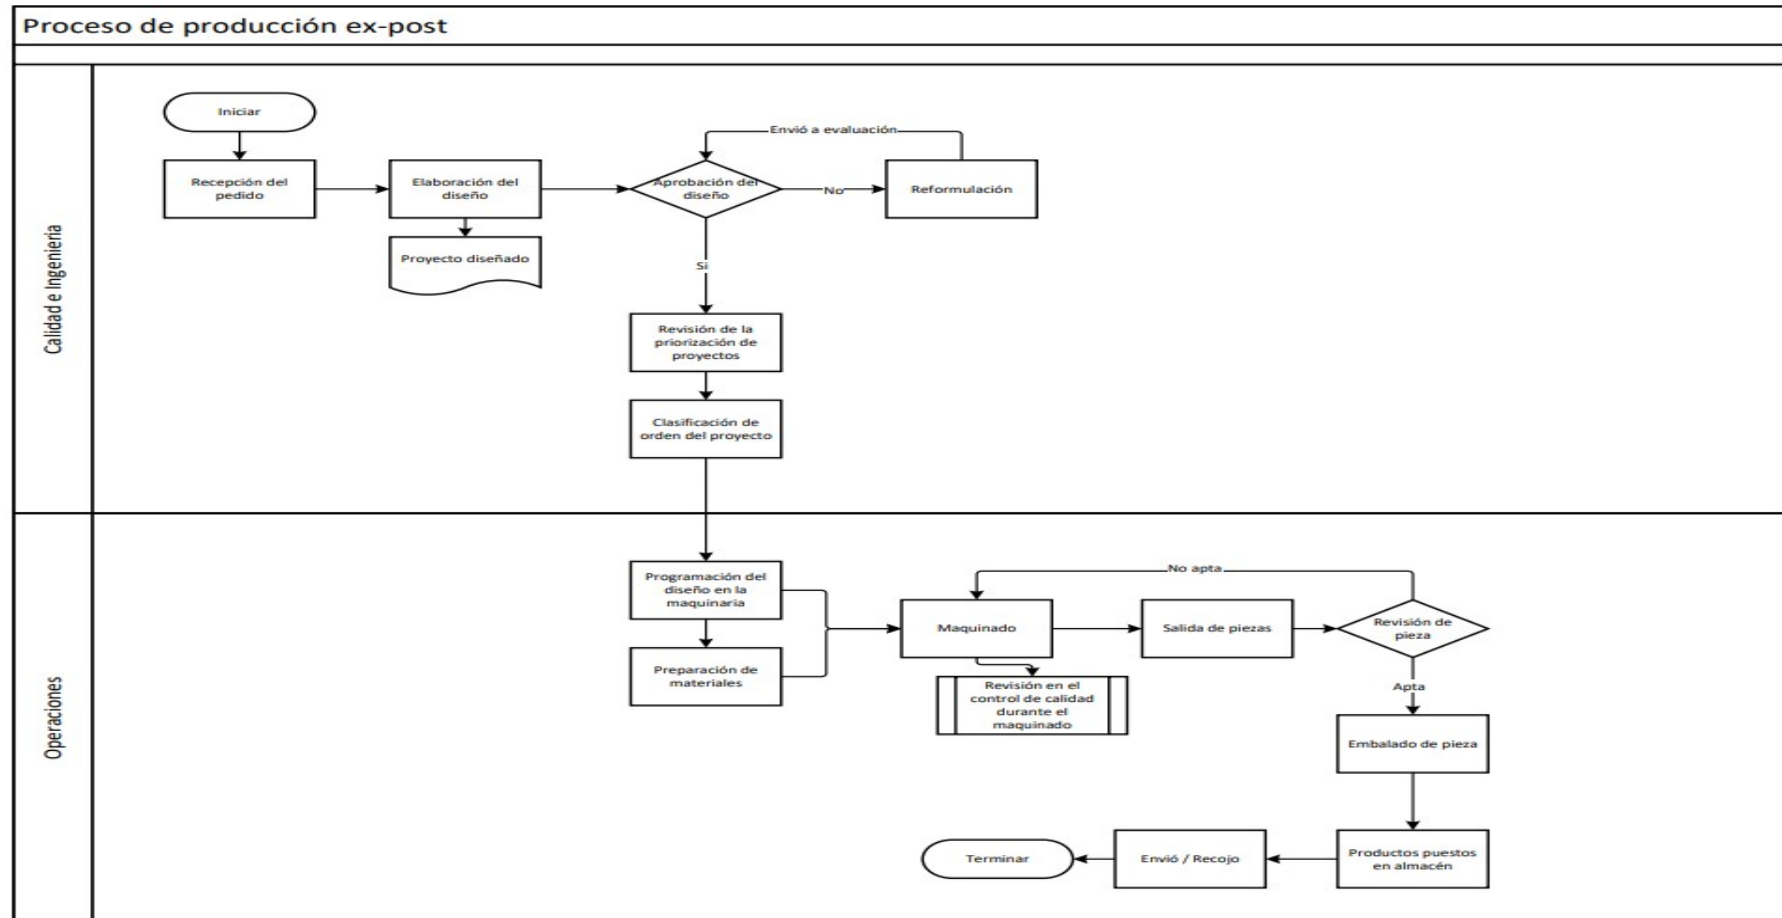 Proceso de producción ex-post
Calidad e Ingenieria
Iniciar
Envió a evaluación
Recepción del
pedido
Elaboración del
diseño
Aprobación del
diseño
No
Reformulación
Proyecto diseñado
Si
Revisión de la
priorización de
proyectos
Clasificación de
orden del proyecto
Operaciones
Programación del
diseño en la
maquinaria
Preparación de
materiales
No apta
Maquinado
Salida de piezas
Revisión de
pieza
Revisión en el
control de calidad
durante el
maquinado
Apta
Embalado de pieza
Productos puestos
en almacén
Envió / Recojo
Terminar